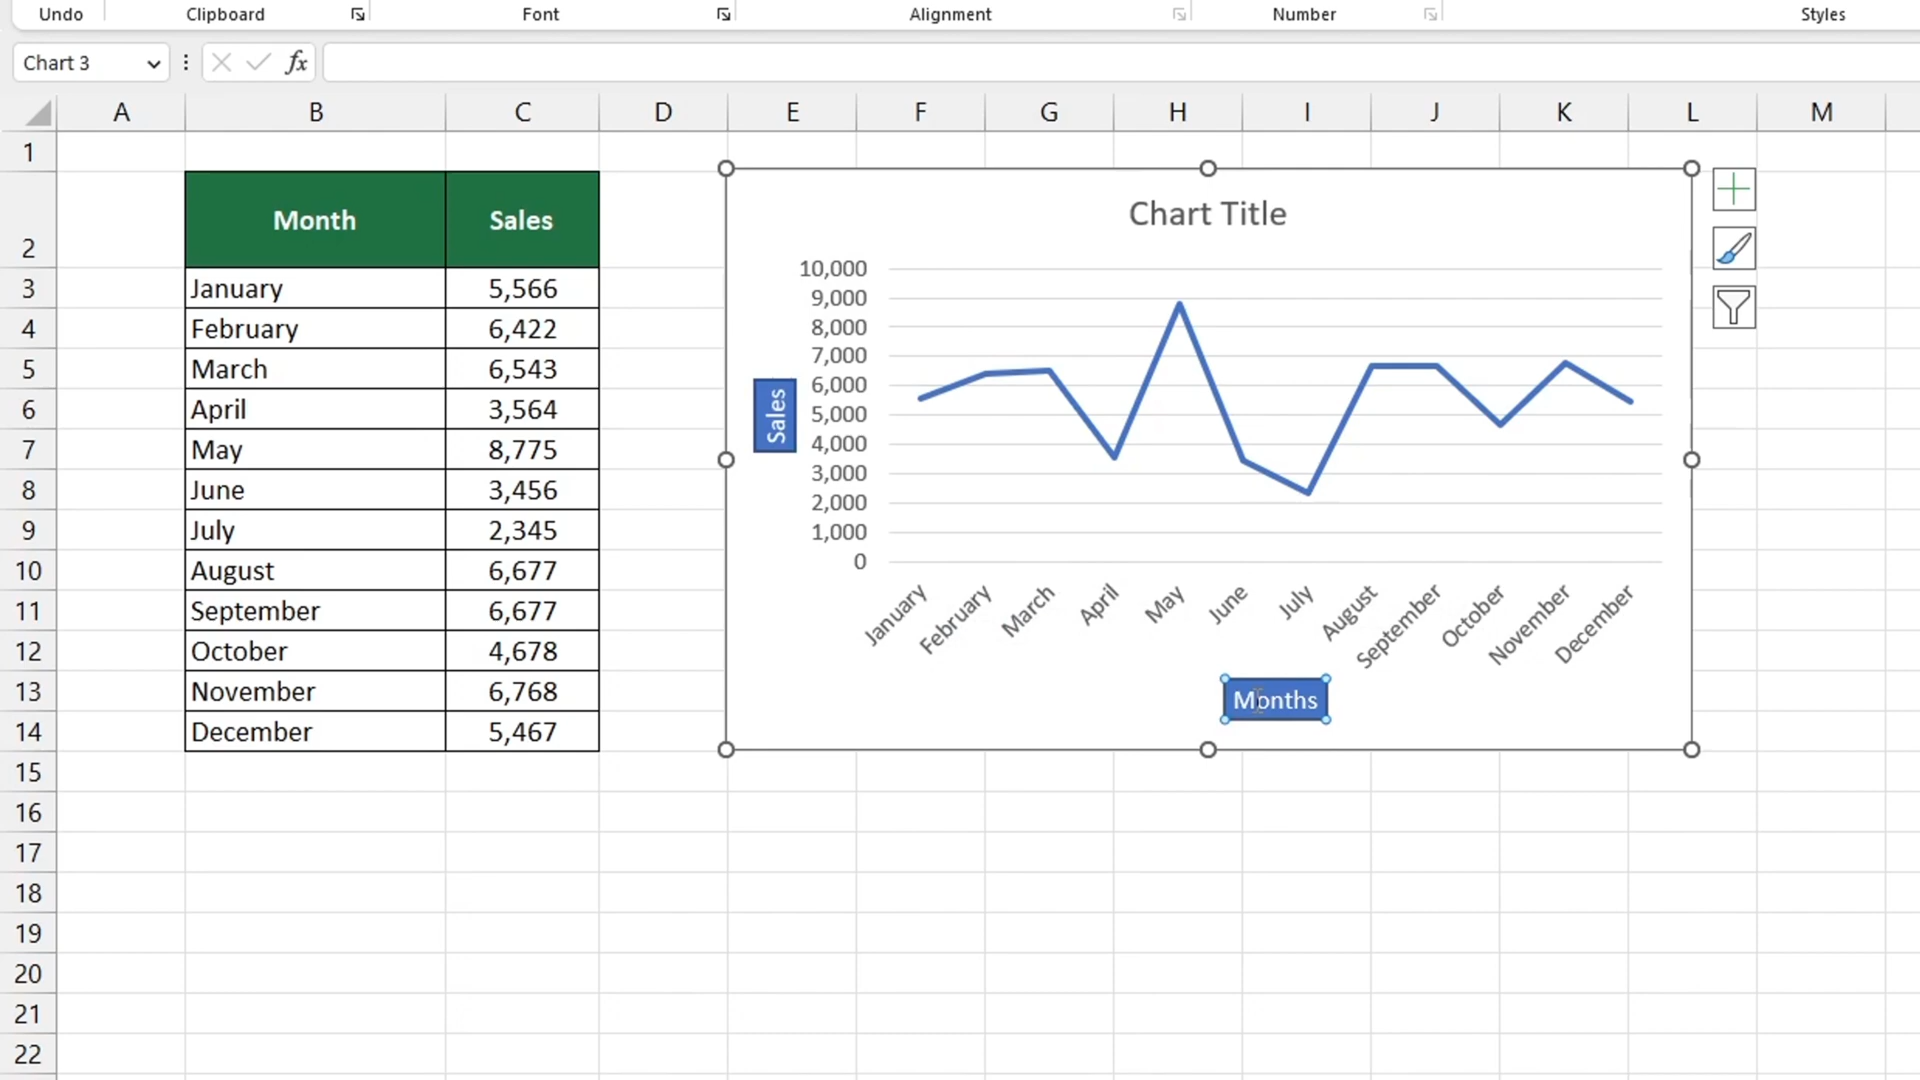 Undo Clipboard Font Alignment Number Styles
Chart 3 fx
A B C D E F G H I J K L M
1
2 Month Sales
3 January 5,566
4 February 6,422
5 March 6,543
6 April 3,564
7 May 8,775
8 June 3,456
9 July 2,345
10 August 6,677
11 September 6,677
12 October 4,678
13 November 6,768
14 December 5,467
15
16
17
18
19
20
21
22
Chart Title
10,000
9,000
8,000
7,000
6,000
5,000
4,000
3,000
2,000
1,000
0
Sales
January February March April May June July August September October November December
Months